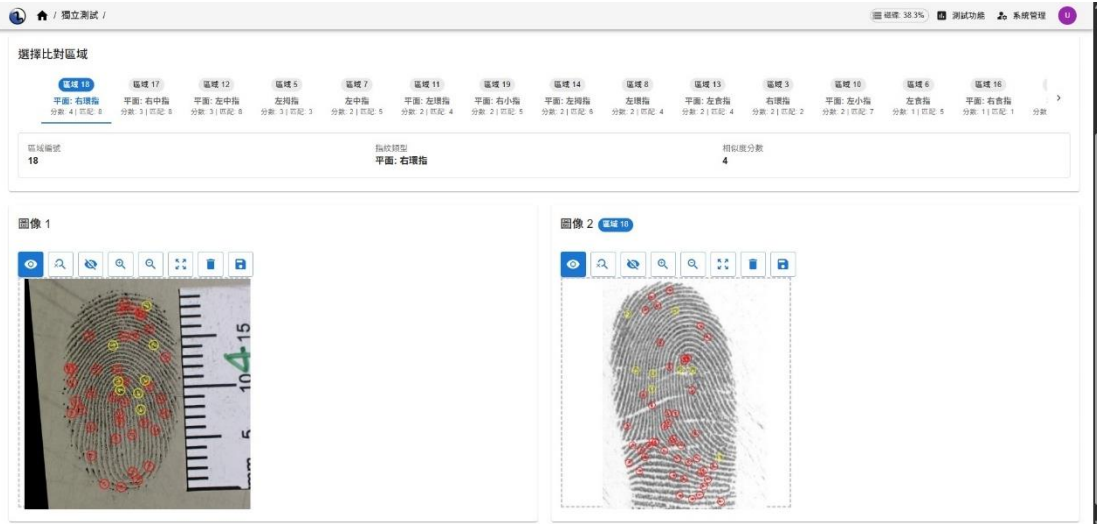 / 獨立測試 /
磁碟: 38.3%
測試功能
系統管理
U
選擇比對區域
區域 18
平面: 右環指
分數: 4 | 匹配: 8
區域 17
平面: 右中指
分數: 3 | 匹配: 8
區域 12
平面: 左中指
分數: 3 | 匹配: 8
區域 5
左拇指
分數: 3 | 匹配: 3
區域 7
左中指
分數: 2 | 匹配: 5
區域 11
平面: 左環指
分數: 2 | 匹配: 4
區域 19
平面: 右小指
分數: 2 | 匹配: 5
區域 14
平面: 左拇指
分數: 2 | 匹配: 6
區域 8
左環指
分數: 2 | 匹配: 4
區域 13
平面: 左食指
分數: 2 | 匹配: 4
區域 3
右環指
分數: 2 | 匹配: 2
區域 10
平面: 左小指
分數: 2 | 匹配: 7
區域 6
左食指
分數: 1 | 匹配: 5
區域 16
平面: 右食指
分數: 1 | 匹配: 1
分數
區域編號
18
指紋類型
平面: 右環指
相似度分數
4
圖像 1
圖像 2
區域 18
15
4
10
5
mm